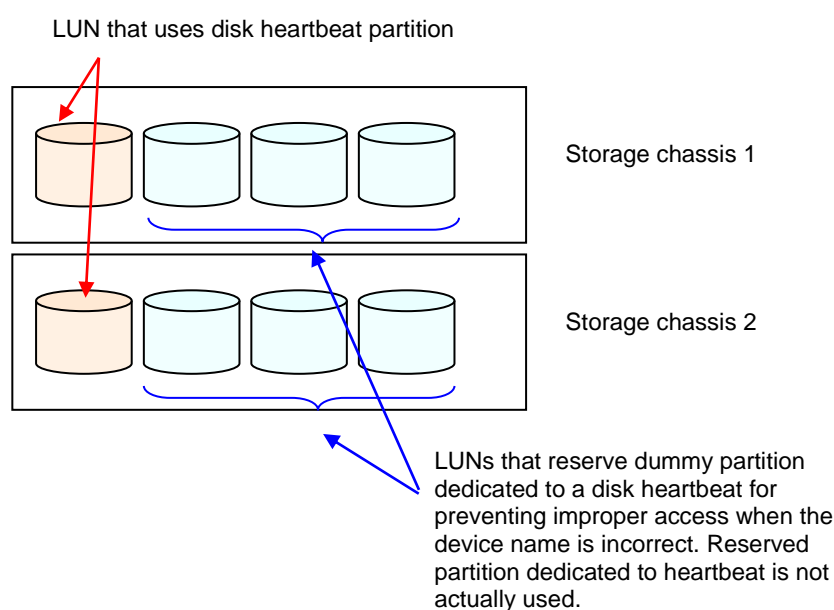 LUN that uses disk heartbeat partition
Storage chassis 1
Storage chassis 2
LUNs that reserve dummy partition
dedicated to a disk heartbeat for
preventing improper access when the
device name is incorrect. Reserved
partition dedicated to heartbeat is not
actually used.